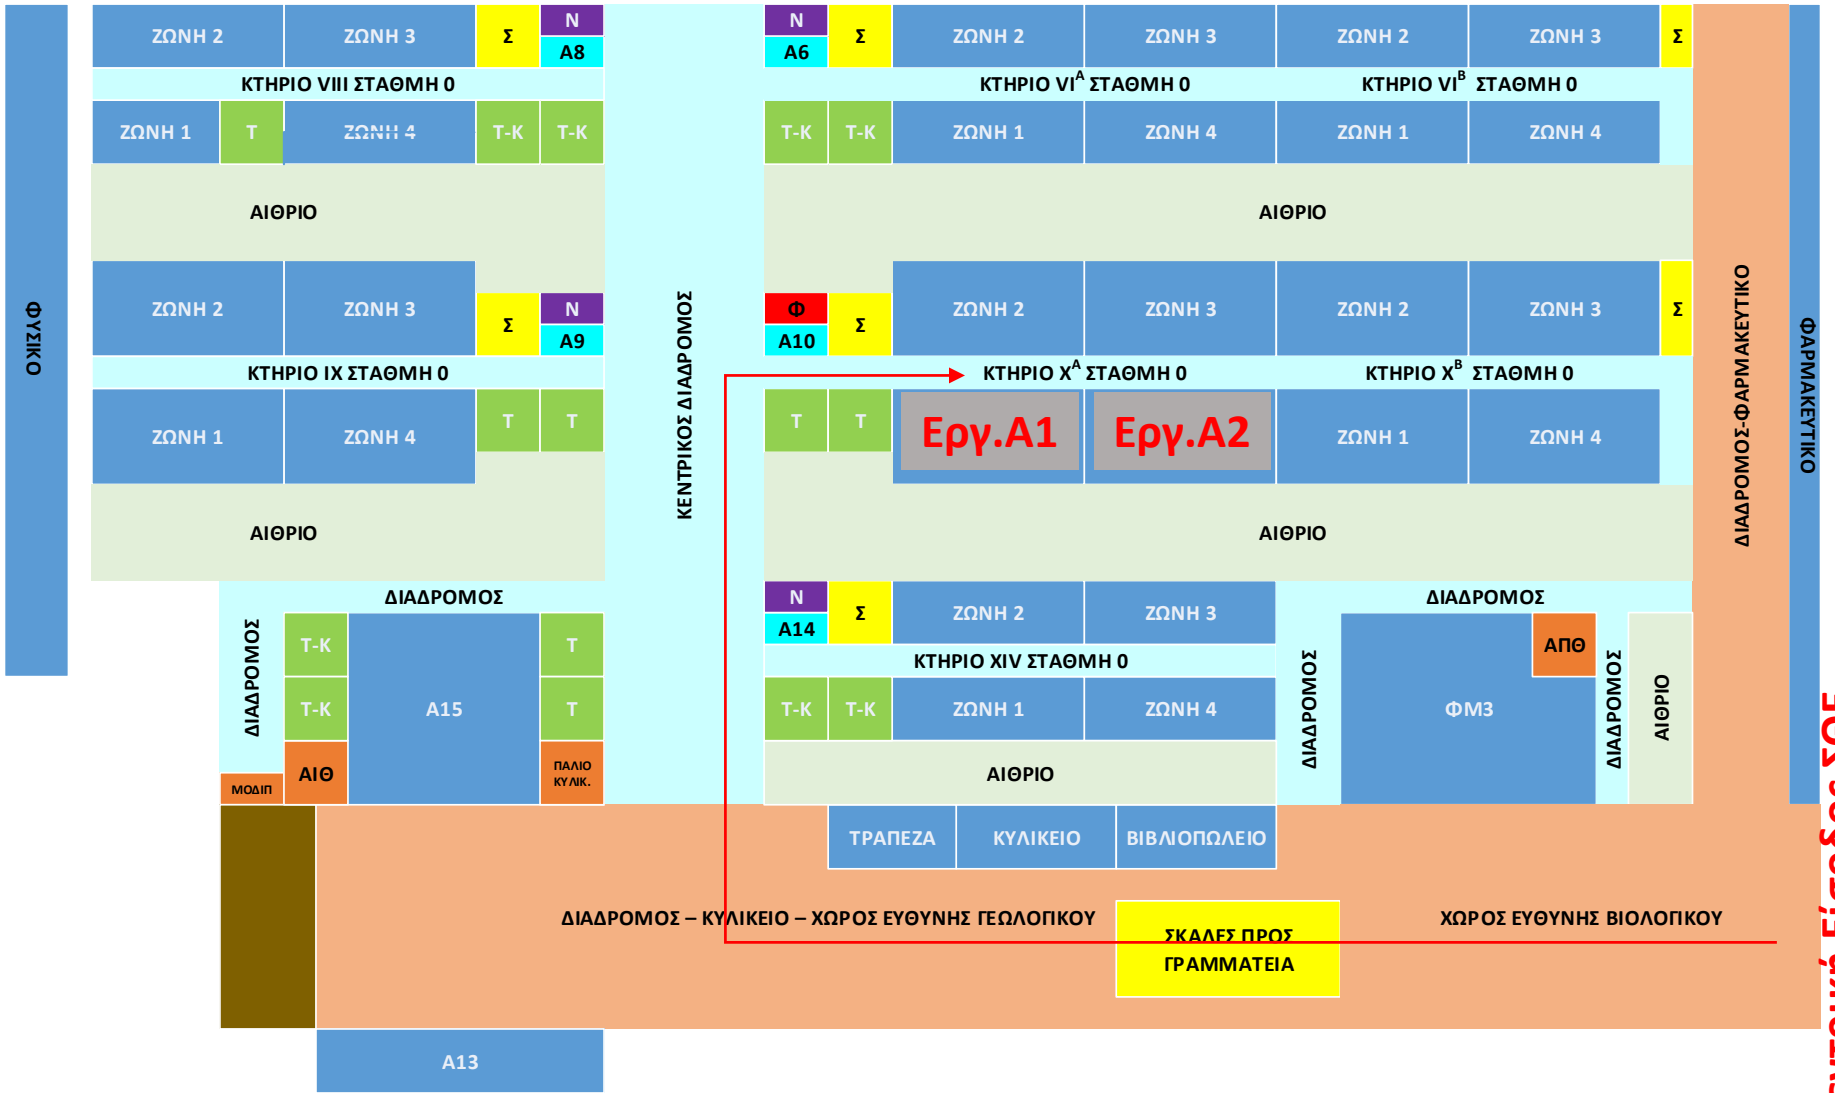 ΖΩΝΗ 2 ΖΩΝΗ 3 Σ Ν Ν Σ ΖΩΝΗ 2 ΖΩΝΗ 3 ΖΩΝΗ 2 ΖΩΝΗ 3 Σ
Α8 Α6
ΚΤΗΡΙΟ VIII ΣΤΑΘΜΗ 0 ΚΤΗΡΙΟ VIᴬ ΣΤΑΘΜΗ 0 ΚΤΗΡΙΟ VIᴮ ΣΤΑΘΜΗ 0
ΖΩΝΗ 1 Τ ΖΩΝΗ 4 Τ-Κ Τ-Κ Τ-Κ Τ-Κ ΖΩΝΗ 1 ΖΩΝΗ 4 ΖΩΝΗ 1 ΖΩΝΗ 4
ΑΙΘΡΙΟ ΑΙΘΡΙΟ
ΦΥΣΙΚΟ
ΚΕΝΤΡΙΚΟΣ ΔΙΑΔΡΟΜΟΣ
ΔΙΑΔΡΟΜΟΣ-ΦΑΡΜΑΚΕΥΤΙΚΟ
ΦΑΡΜΑΚΕΥΤΙΚΟ
ΖΩΝΗ 2 ΖΩΝΗ 3 Σ Ν Φ Σ ΖΩΝΗ 2 ΖΩΝΗ 3 ΖΩΝΗ 2 ΖΩΝΗ 3 Σ
Α9 Α10
ΚΤΗΡΙΟ IX ΣΤΑΘΜΗ 0 ΚΤΗΡΙΟ Xᴬ ΣΤΑΘΜΗ 0 ΚΤΗΡΙΟ Xᴮ ΣΤΑΘΜΗ 0
ΖΩΝΗ 1 ΖΩΝΗ 4 Τ Τ Τ Τ Εργ.Α1 Εργ.Α2 ΖΩΝΗ 1 ΖΩΝΗ 4
ΑΙΘΡΙΟ ΑΙΘΡΙΟ
ΔΙΑΔΡΟΜΟΣ Ν Σ ΖΩΝΗ 2 ΖΩΝΗ 3 ΔΙΑΔΡΟΜΟΣ
Α14
ΔΙΑΔΡΟΜΟΣ Τ-Κ Τ ΚΤΗΡΙΟ XIV ΣΤΑΘΜΗ 0 ΔΙΑΔΡΟΜΟΣ ΑΠΘ ΔΙΑΔΡΟΜΟΣ ΑΙΘΡΙΟ
Τ-Κ Α15 Τ Τ-Κ Τ-Κ ΖΩΝΗ 1 ΖΩΝΗ 4 ΦΜ3
ΜΟΔΙΠ ΑΙΘ ΠΑΛΙΟ
ΚΥΛΙΚ.
ΑΙΘΡΙΟ
ΤΡΑΠΕΖΑ ΚΥΛΙΚΕΙΟ ΒΙΒΛΙΟΠΩΛΕΙΟ
ΔΙΑΔΡΟΜΟΣ – ΚΥΛΙΚΕΙΟ – ΧΩΡΟΣ ΕΥΘΥΝΗΣ ΓΕΩΛΟΓΙΚΟΥ ΧΩΡΟΣ ΕΥΘΥΝΗΣ ΒΙΟΛΟΓΙΚΟΥ
ΣΚΑΛΕΣ ΠΡΟΣ
ΓΡΑΜΜΑΤΕΙΑ
Α13